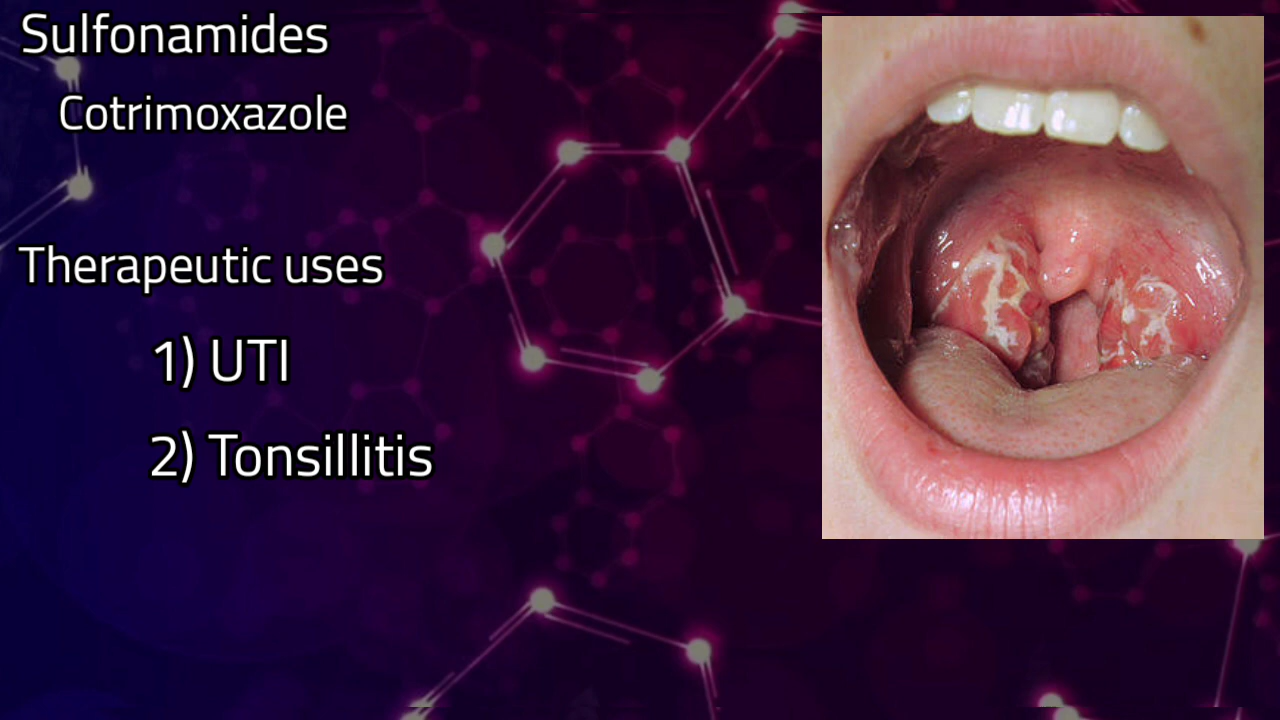 Sulfonamides
Cotrimoxazole
Therapeutic uses
1) UTI
2) Tonsillitis